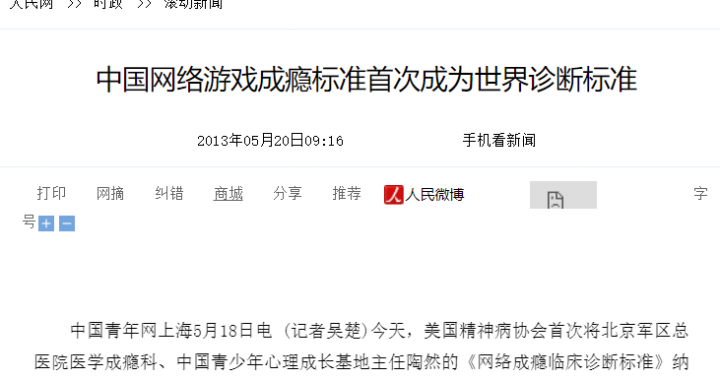 人民网 >> 时政 >> 滚动新闻
中国网络游戏成瘾标准首次成为世界诊断标准
2013年05月20日09:16 手机看新闻
打印 网摘 纠错 商城 分享 推荐 人 人民微博 字
号 + −
中国青年网上海5月18日电 (记者吴楚)今天，美国精神病协会首次将北京军区总
医院医学成瘾科、中国青少年心理成长基地主任陶然的《网络成瘾临床诊断标准》纳